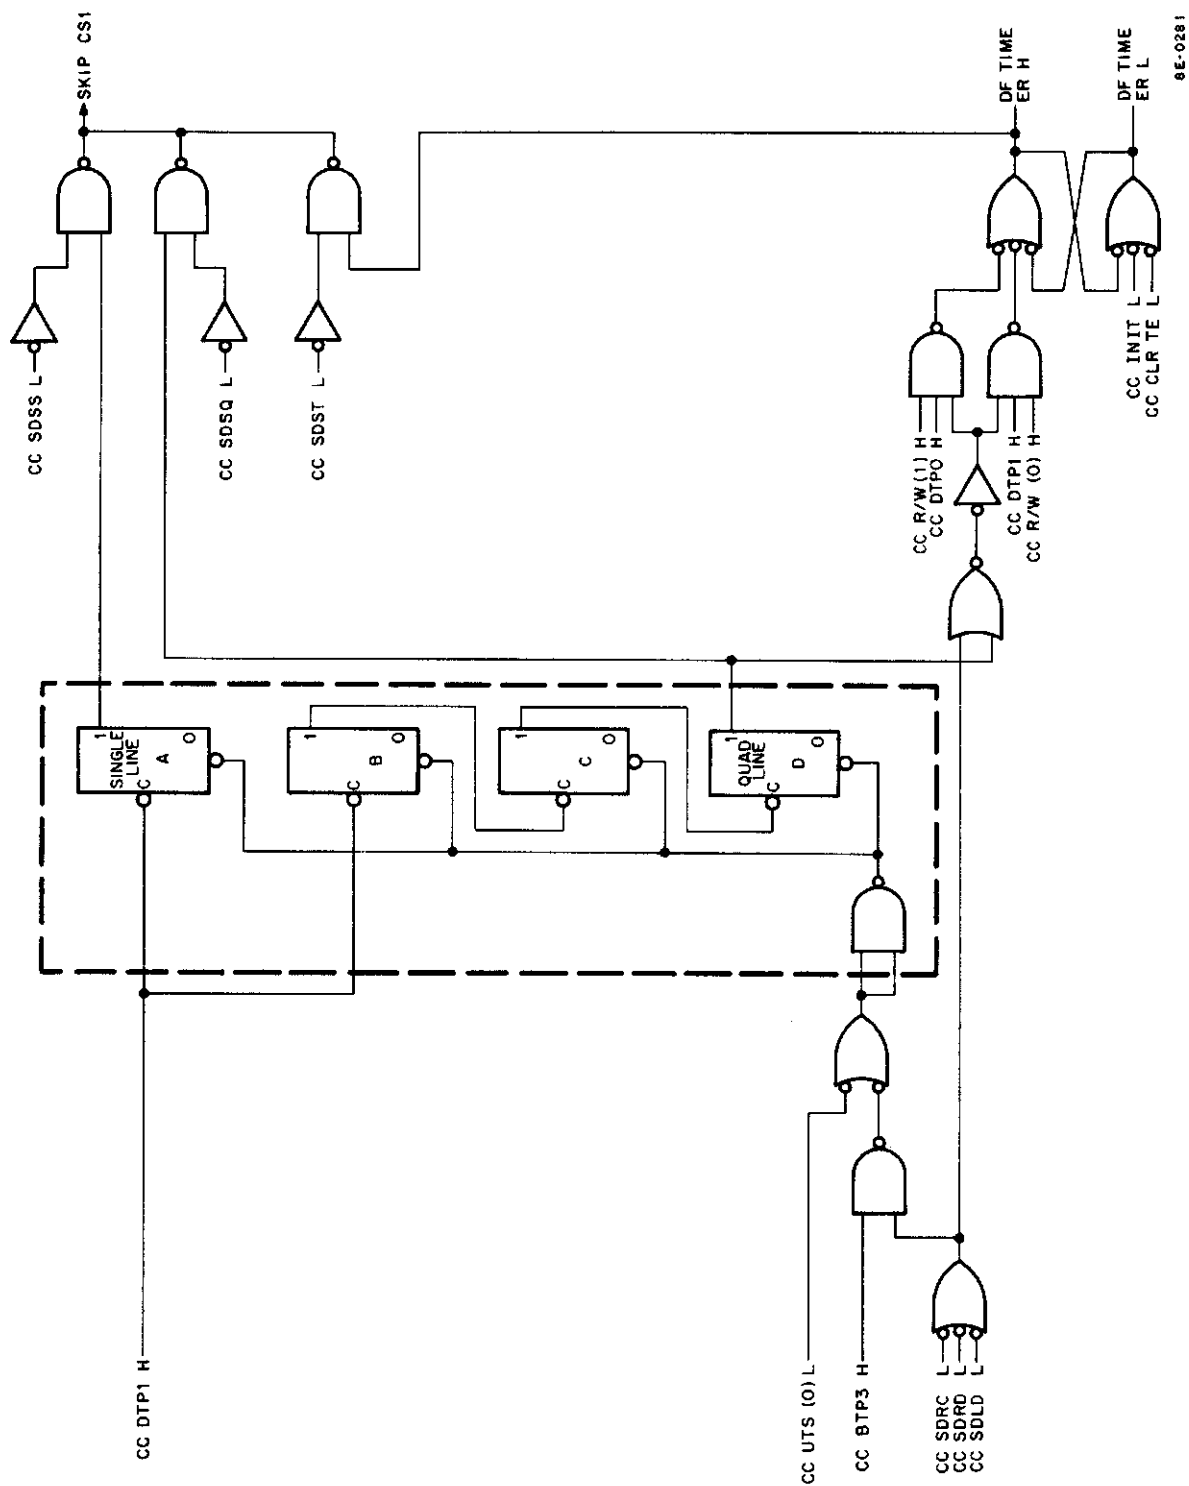 SKIP CS1
CC SDSS L
CC SDSQ L
CC SDST L
DF TIME
ER H
DF TIME
ER L
8E-0281
CC R/W(1) H
CC DTP0 H
CC DTP1 H
CC R/W (0) H
CC INIT L
CC CLR TE L
1
SINGLE
LINE
A
0
C
1
B
0
C
1
C
0
C
1
QUAD
LINE
D
0
C
CC DTP1 H
CC UTS (0) L
CC BTP3 H
CC SDRC L
CC SDRD L
CC SDLD L